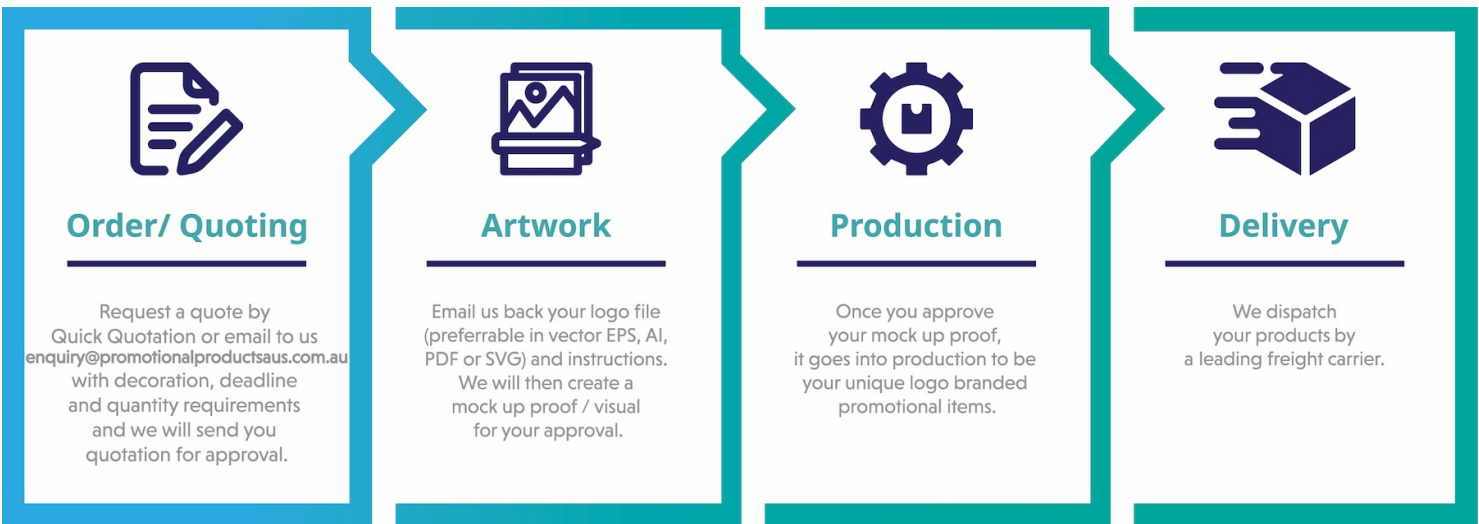 Order/ Quoting
Request a quote by
Quick Quotation or email to us
enquiry@promotionalproductsaus.com.au
with decoration, deadline
and quantity requirements
and we will send you
quotation for approval.
Artwork
Email us back your logo file
(preferrable in vector EPS, AI,
PDF or SVG) and instructions.
We will then create a
mock up proof / visual
for your approval.
Production
Once you approve
your mock up proof,
it goes into production to be
your unique logo branded
promotional items.
Delivery
We dispatch
your products by
a leading freight carrier.